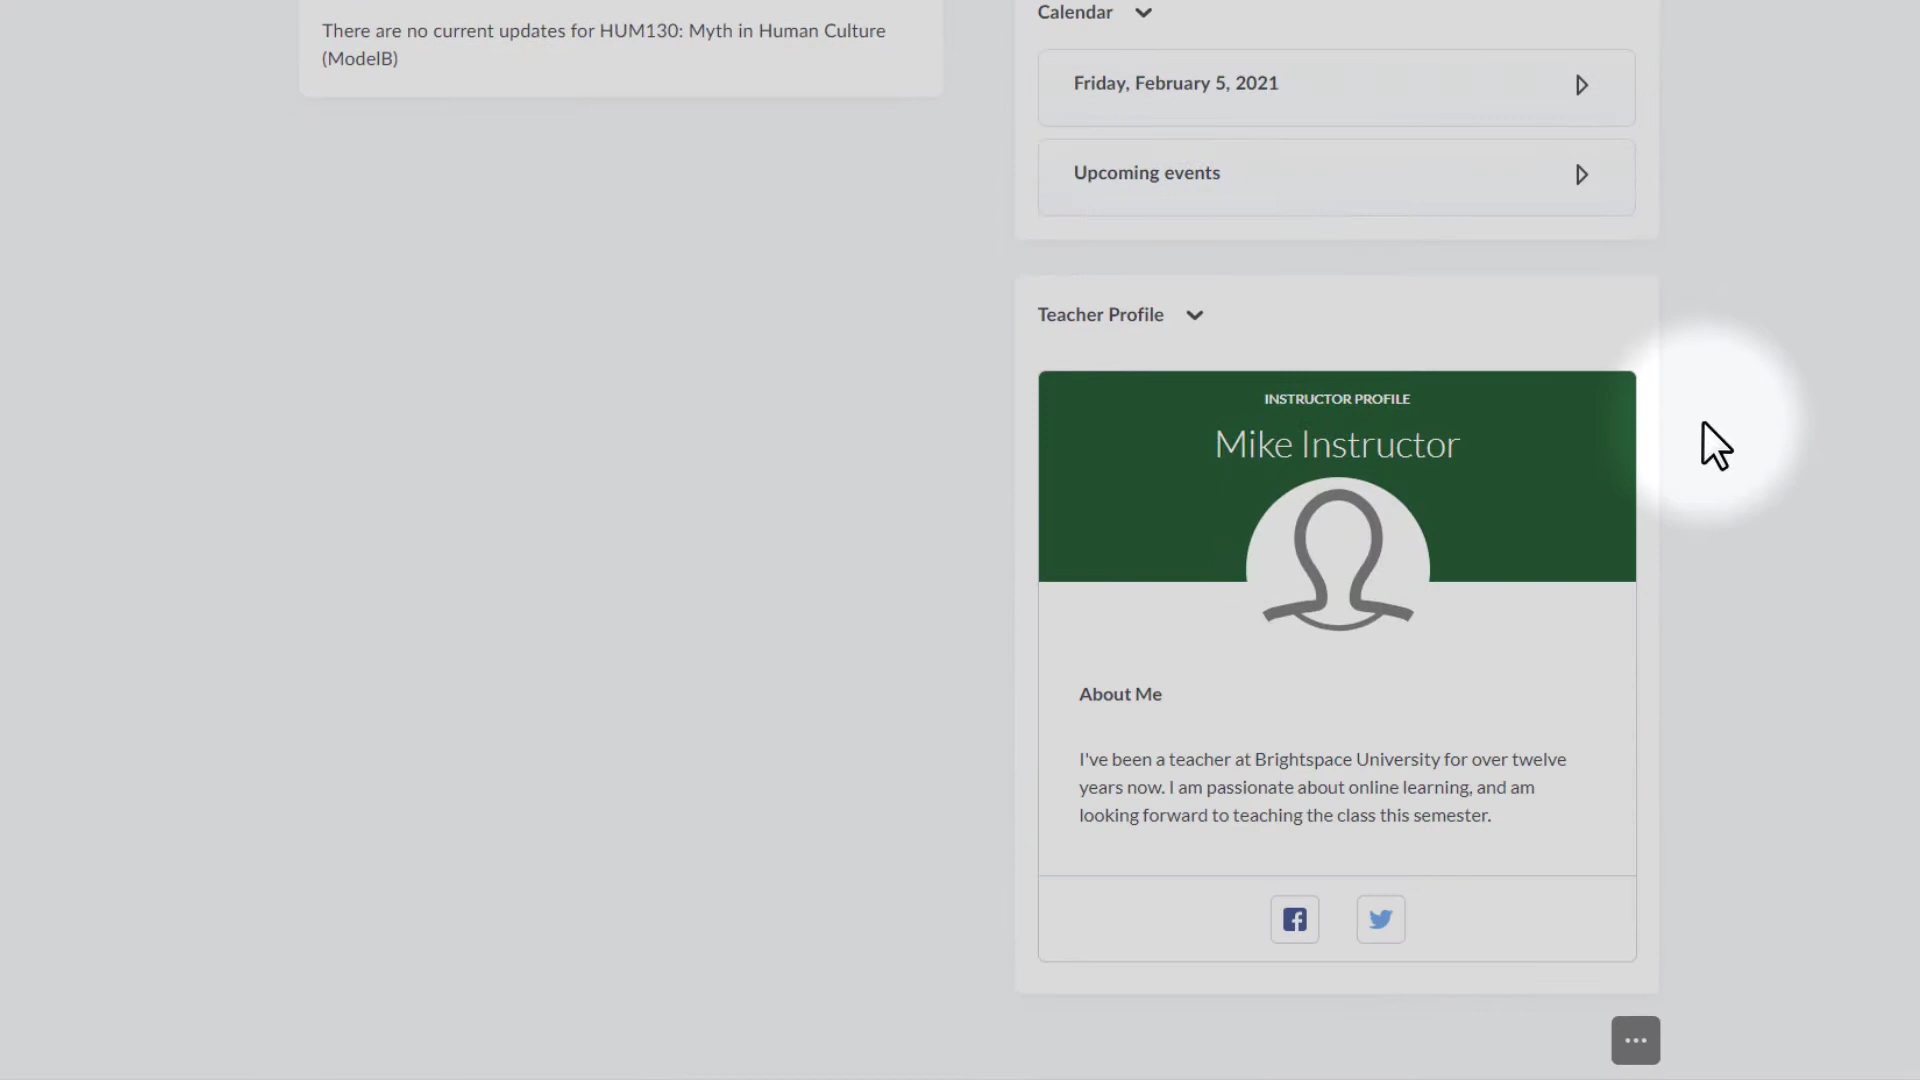 There are no current updates for HUM130: Myth in Human Culture
(ModelB)
Calendar
Friday, February 5, 2021
Upcoming events
Teacher Profile
INSTRUCTOR PROFILE
Mike Instructor
About Me
I've been a teacher at Brightspace University for over twelve
years now. I am passionate about online learning, and am
looking forward to teaching the class this semester.